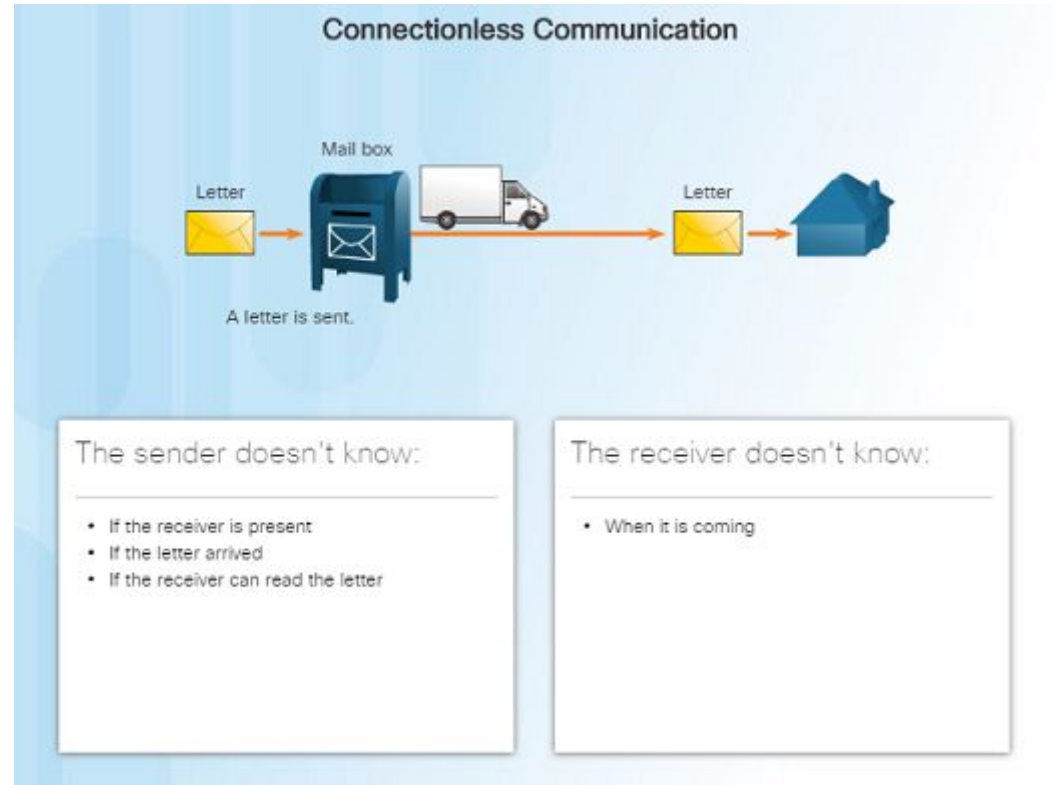 Connectionless Communication
Mail box
Letter
Letter
A letter is sent.
The sender doesn't know:
• If the receiver is present
• If the letter arrived
• If the receiver can read the letter
The receiver doesn't know:
• When it is coming